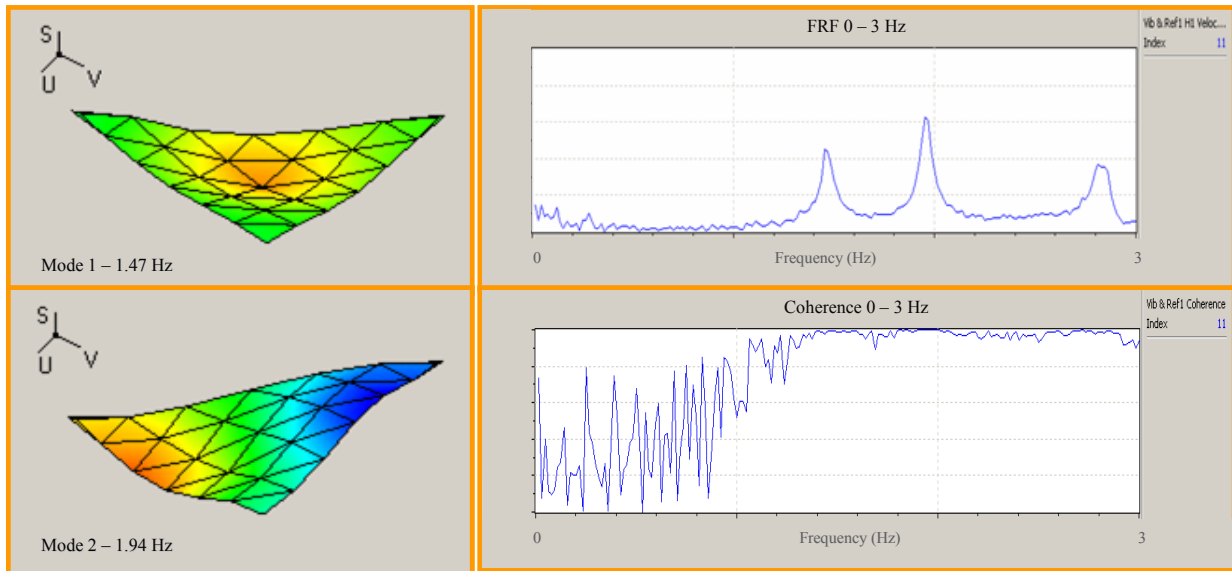 S
U
V
Mode 1 – 1.47 Hz
FRF 0 – 3 Hz
0
Frequency (Hz)
3
Vib & Ref1 H1 Veloc...
Index 11
S
U
V
Mode 2 – 1.94 Hz
Coherence 0 – 3 Hz
0
Frequency (Hz)
3
Vib & Ref1 Coherence
Index 11